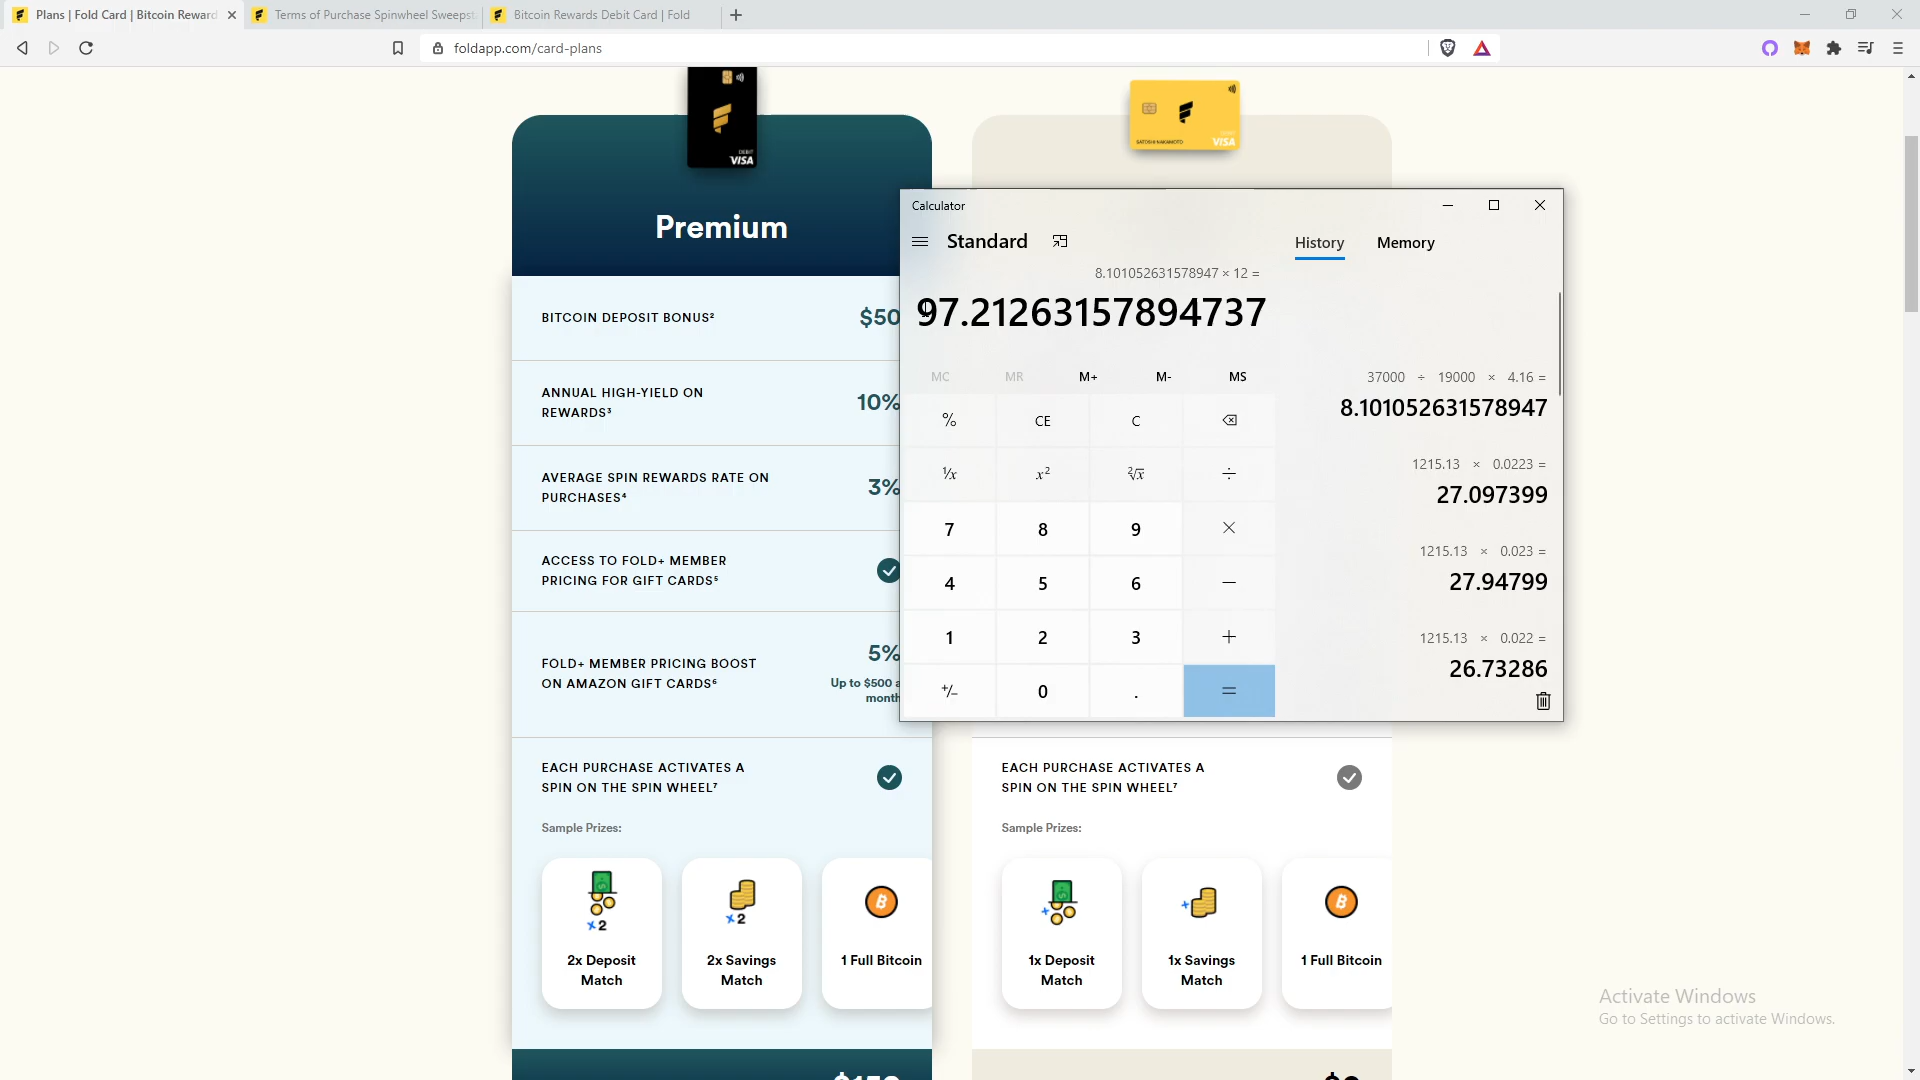 Plans | Fold Card | Bitcoin Reward
Terms of Purchase Spinwheel Sweepst
Bitcoin Rewards Debit Card | Fold
foldapp.com/card-plans
DEBIT
VISA
SATOSHI NAKAMOTO
VISA
Premium
BITCOIN DEPOSIT BONUS²
$50
ANNUAL HIGH-YIELD ON
REWARDS³
10%
AVERAGE SPIN REWARDS RATE ON
PURCHASES⁴
3%
ACCESS TO FOLD+ MEMBER
PRICING FOR GIFT CARDS⁵
FOLD+ MEMBER PRICING BOOST
ON AMAZON GIFT CARDS⁶
5%
Up to $500 a
month
EACH PURCHASE ACTIVATES A
SPIN ON THE SPIN WHEEL⁷
Sample Prizes:
x2
2x Deposit
Match
x2
2x Savings
Match
1 Full Bitcoin
EACH PURCHASE ACTIVATES A
SPIN ON THE SPIN WHEEL⁷
Sample Prizes:
1x Deposit
Match
1x Savings
Match
1 Full Bitcoin
Calculator
Standard
History
Memory
8.101052631578947 × 12 =
97.21263157894737
MC
MR
M+
M-
MS
%
CE
C
¹/x
x²
²√x
÷
7
8
9
×
4
5
6
−
1
2
3
+
+/−
0
.
=
37000 ÷ 19000 × 4.16 =
8.101052631578947
1215.13 × 0.0223 =
27.097399
1215.13 × 0.023 =
27.94799
1215.13 × 0.022 =
26.73286
Activate Windows
Go to Settings to activate Windows.